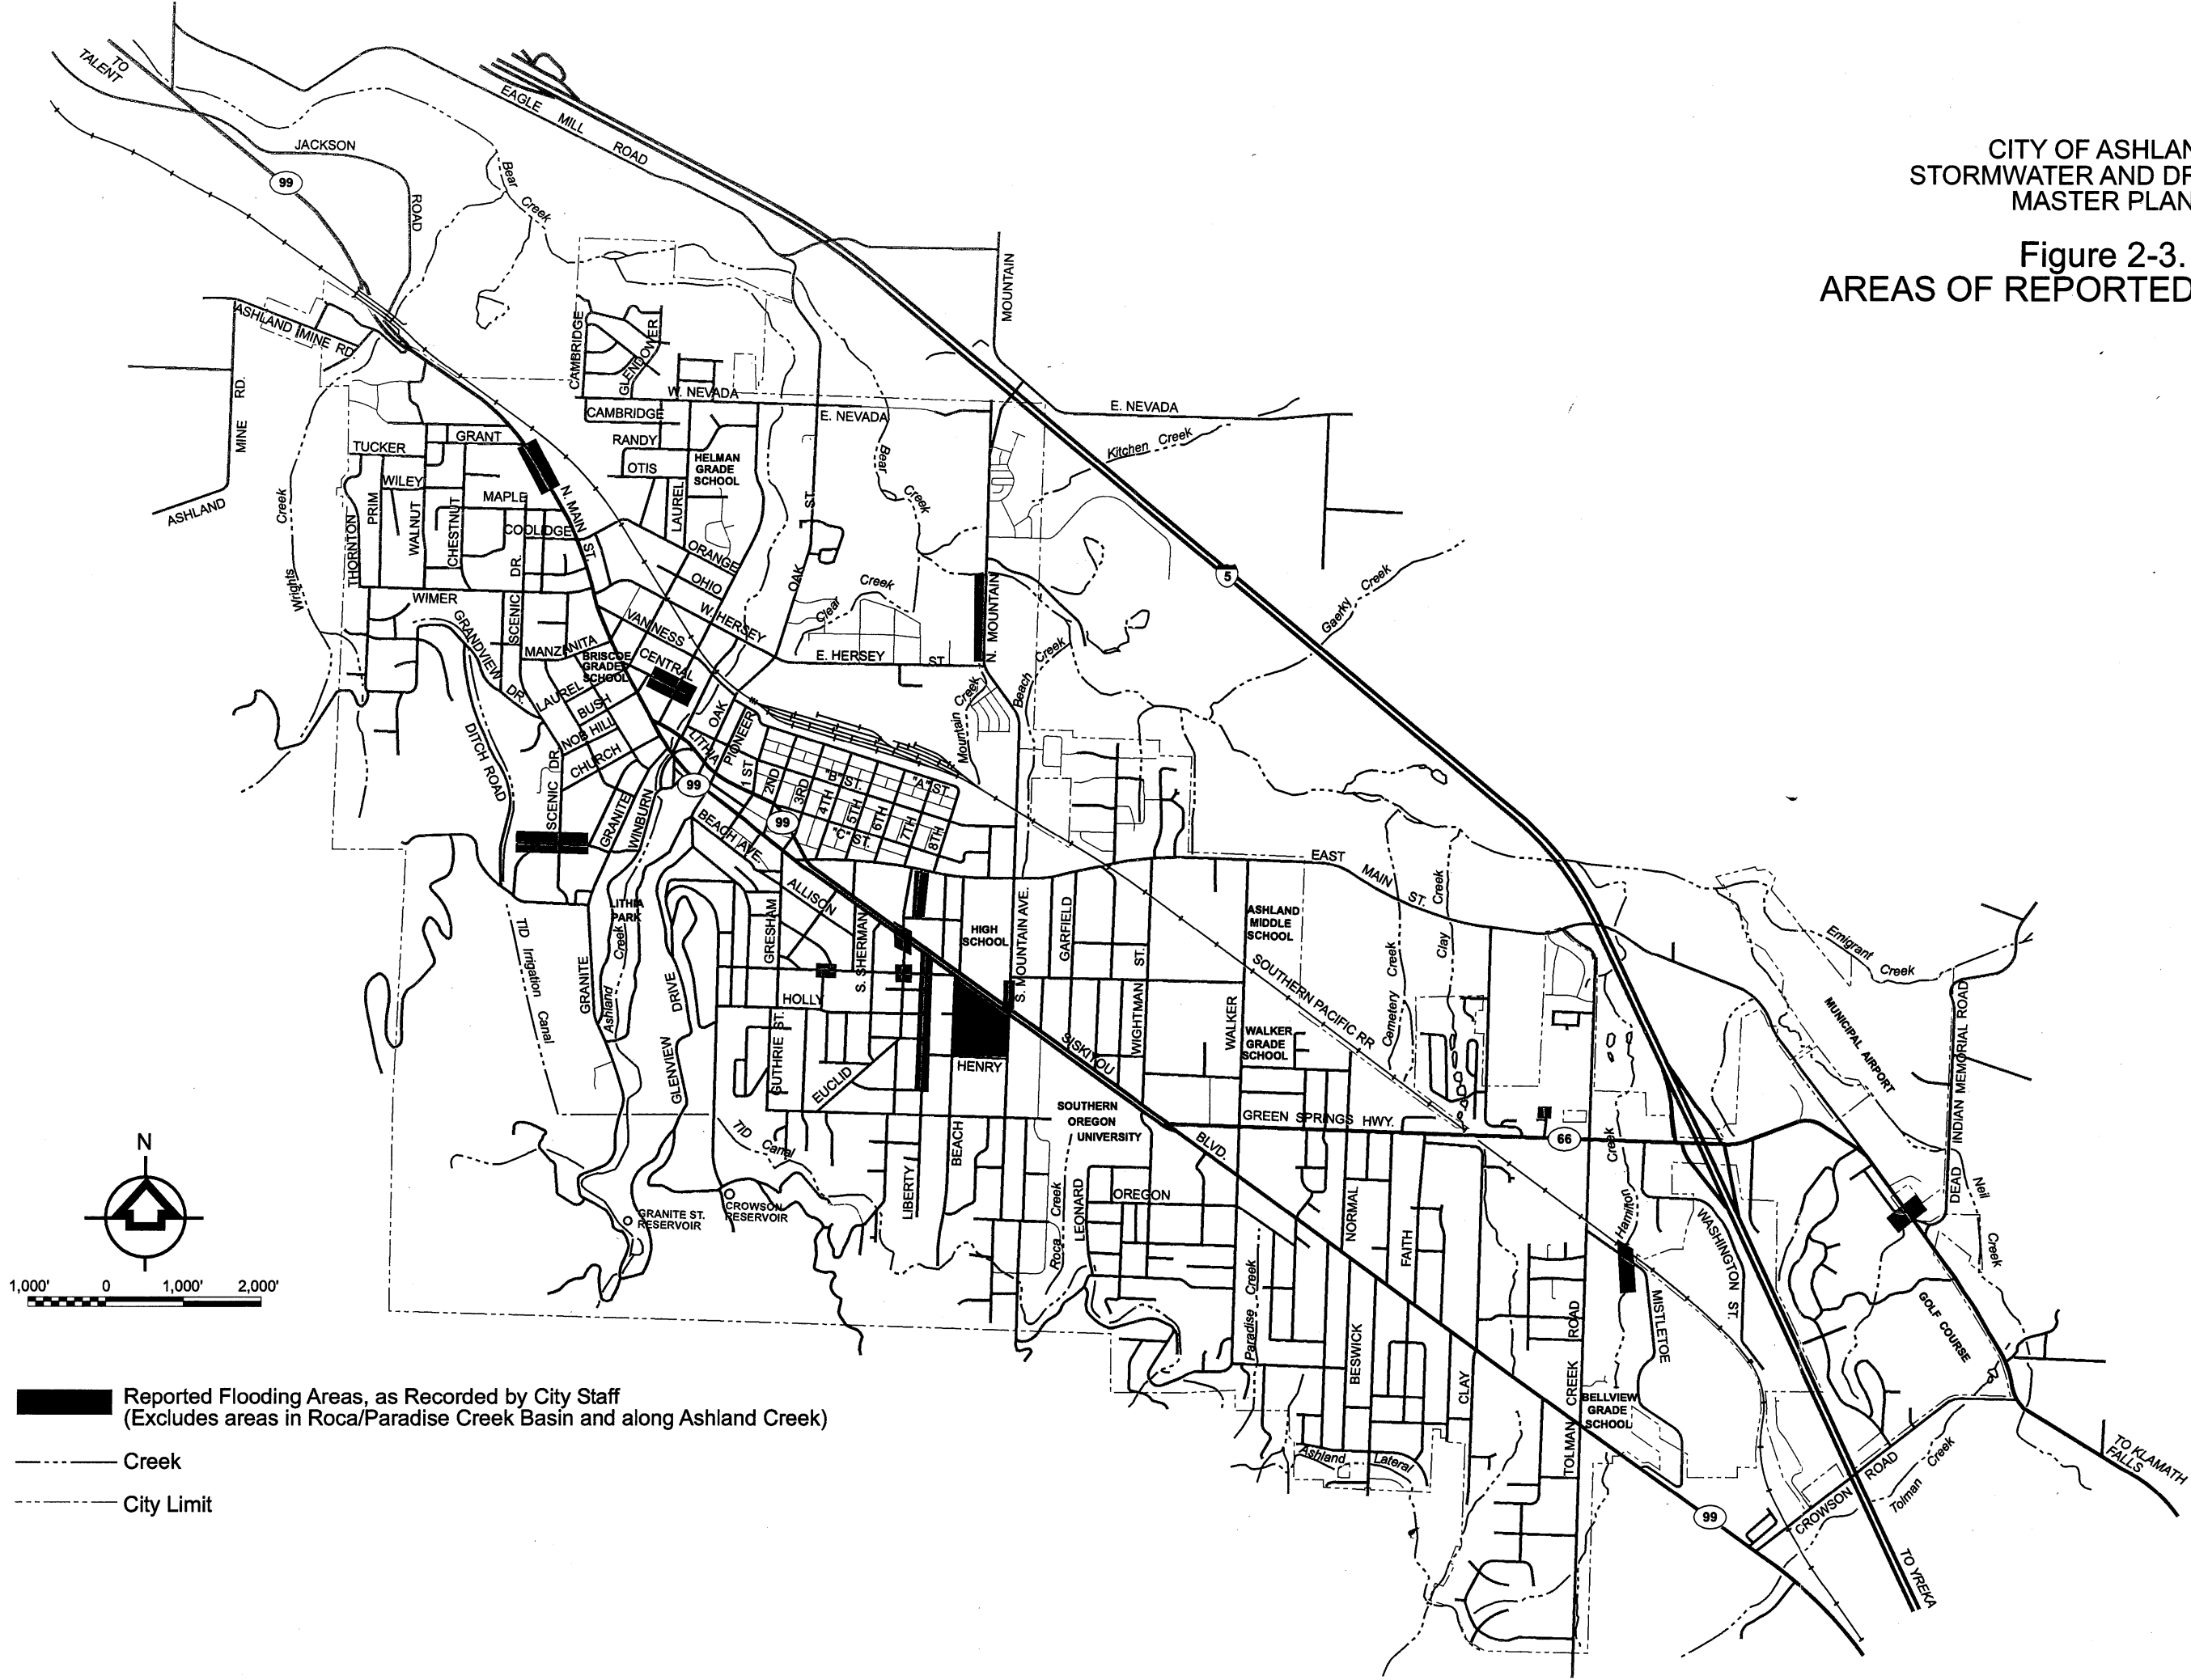 CITY OF ASHLAN
STORMWATER AND DR
MASTER PLAN
Figure 2-3.
AREAS OF REPORTED
TO
TALENT
EAGLE MILL ROAD
JACKSON
ROAD
99
Bear Creek
MOUNTAIN
ASHLAND MINE RD.
MINE RD.
ASHLAND
CAMBRIDGE
GLENDOWER
W. NEVADA
CAMBRIDGE
E. NEVADA
E. NEVADA
Kitchen Creek
RANDY
OTIS
HELMAN
GRADE
SCHOOL
LAUREL
TUCKER
GRANT
WILEY
PRIM
WALNUT
CHESTNUT
MAPLE
COOLIDGE
THORNTON
N. MAIN ST.
Bear Creek
OAK ST.
ORANGE
OHIO
W. HERSEY
VAN NESS
CENTRAL
Clear Creek
E. HERSEY ST.
N. MOUNTAIN
5
Gaerky Creek
Wrights Creek
WIMER
SCENIC DR.
GRANDVIEW DR.
MANZANITA
BRISCOE
GRADE
SCHOOL
LAUREL
BUSH
NOB HILL
CHURCH
DITCH ROAD
SCENIC DR.
GRANITE
WINBURN
OAK
LITHIA
PIONEER
1 ST
2ND
3RD
4TH
5TH
6TH
7TH
8TH
"A" ST.
"B" ST.
"C" ST.
99
99
Mountain Creek
Beach Creek
BEACH AVE.
ALLISON
EAST MAIN ST.
LITHIA
PARK
Ashland Creek
GRANITE
TID Irrigation Canal
GLENVIEW DRIVE
GRESHAM
S. SHERMAN
HOLLY
GUTHRIE ST.
EUCLID
HIGH
SCHOOL
S. MOUNTAIN AVE.
GARFIELD
WIGHTMAN ST.
WALKER
ASHLAND
MIDDLE
SCHOOL
SOUTHERN PACIFIC RR
WALKER
GRADE
SCHOOL
Cemetery Creek
Clay Creek
Emigrant Creek
MUNICIPAL AIRPORT
DEAD INDIAN MEMORIAL ROAD
HENRY
SISKIYOU BLVD.
SOUTHERN
OREGON
UNIVERSITY
GREEN SPRINGS HWY.
66
Hamilton Creek
TID Canal
LIBERTY
BEACH
CROWSON
RESERVOIR
GRANITE ST.
RESERVOIR
Roca Creek
LEONARD
OREGON
Paradise Creek
NORMAL
BESWICK
FAITH
CLAY
TOLMAN CREEK ROAD
MISTLETOE
WASHINGTON ST.
Neil Creek
GOLF COURSE
BELLVIEW
GRADE
SCHOOL
Ashland Lateral
99
CROWSON ROAD
Tolman Creek
TO KLAMATH
FALLS
TO YREKA
N
1,000' 0 1,000' 2,000'
Reported Flooding Areas, as Recorded by City Staff
(Excludes areas in Roca/Paradise Creek Basin and along Ashland Creek)
Creek
City Limit